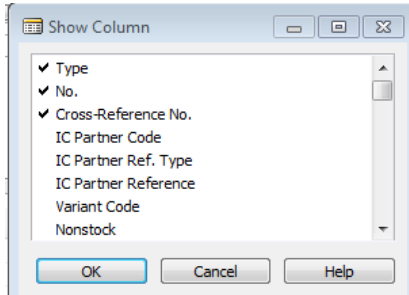 Show Column
Type
No.
Cross-Reference No.
IC Partner Code
IC Partner Ref. Type
IC Partner Reference
Variant Code
Nonstock
OK Cancel Help